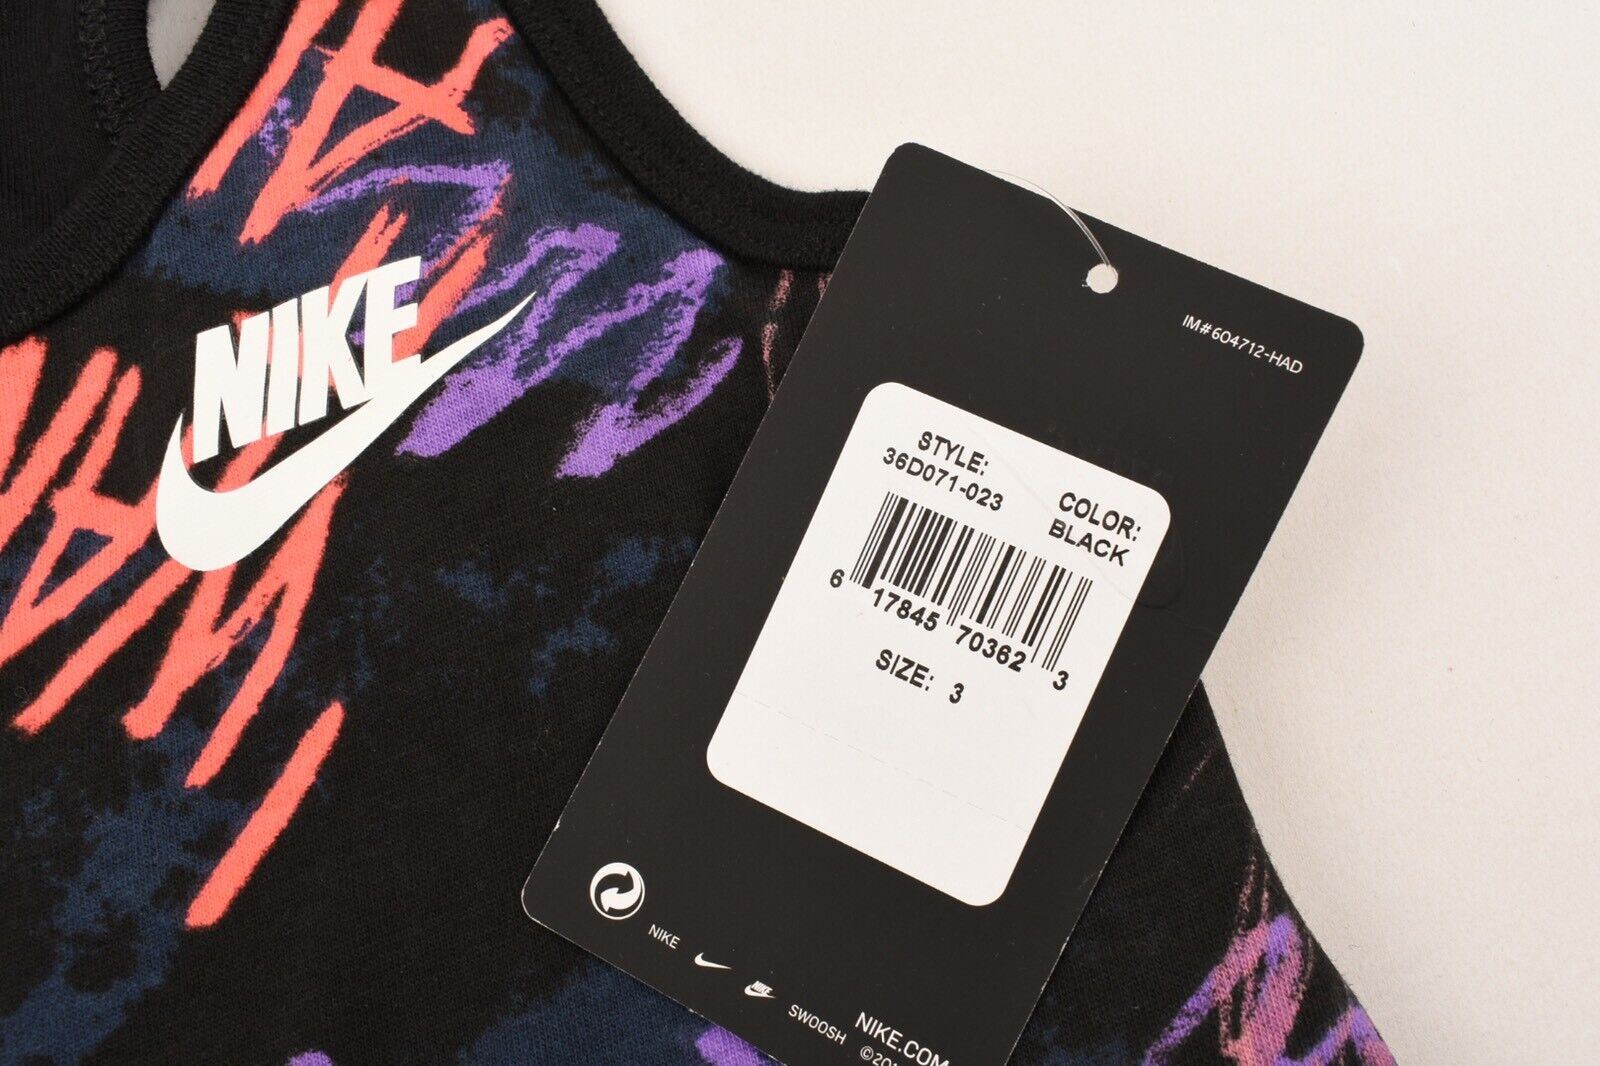 NIKE
IM#604712-HAD
STYLE:
36D071-023
COLOR:
BLACK
6 17845 70362 3
SIZE: 3
NIKE
NIKE
SWOOSH
NIKE.COM